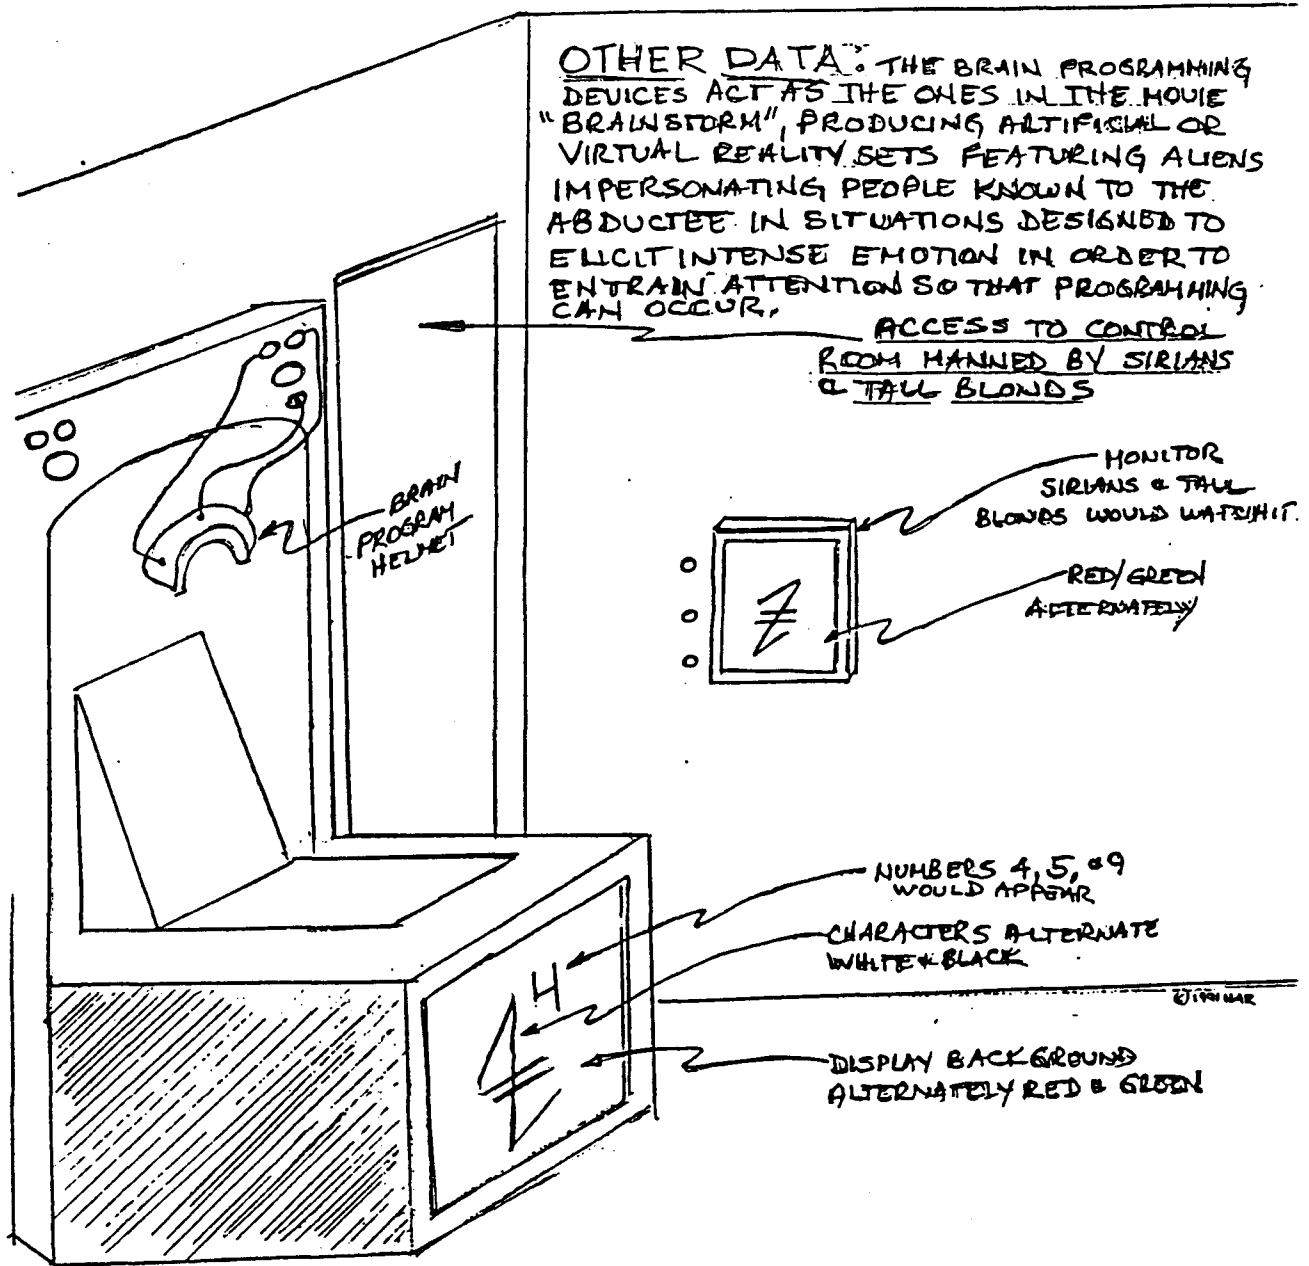 OTHER DATA: THE BRAIN PROGRAMMING
DEVICES ACT AS THE ONES IN THE MOVIE
"BRAINSTORM", PRODUCING ARTIFICIAL OR
VIRTUAL REALITY SETS FEATURING ALIENS
IMPERSONATING PEOPLE KNOWN TO THE
ABDUCTEE IN SITUATIONS DESIGNED TO
ELICIT INTENSE EMOTION IN ORDER TO
ENTRAIN ATTENTION SO THAT PROGRAMMING
CAN OCCUR.
ACCESS TO CONTROL
ROOM MANNED BY SIRIANS
& TALL BLONDS
BRAIN
PROGRAM
HELMET
MONITOR
SIRIANS & TALL
BLONDS WOULD WATCH IT.
RED/GREEN
ALTERNATELY
NUMBERS 4, 5, & 9
WOULD APPEAR
CHARACTERS ALTERNATE
WHITE & BLACK
4
DISPLAY BACKGROUND
ALTERNATELY RED & GREEN
© 1991